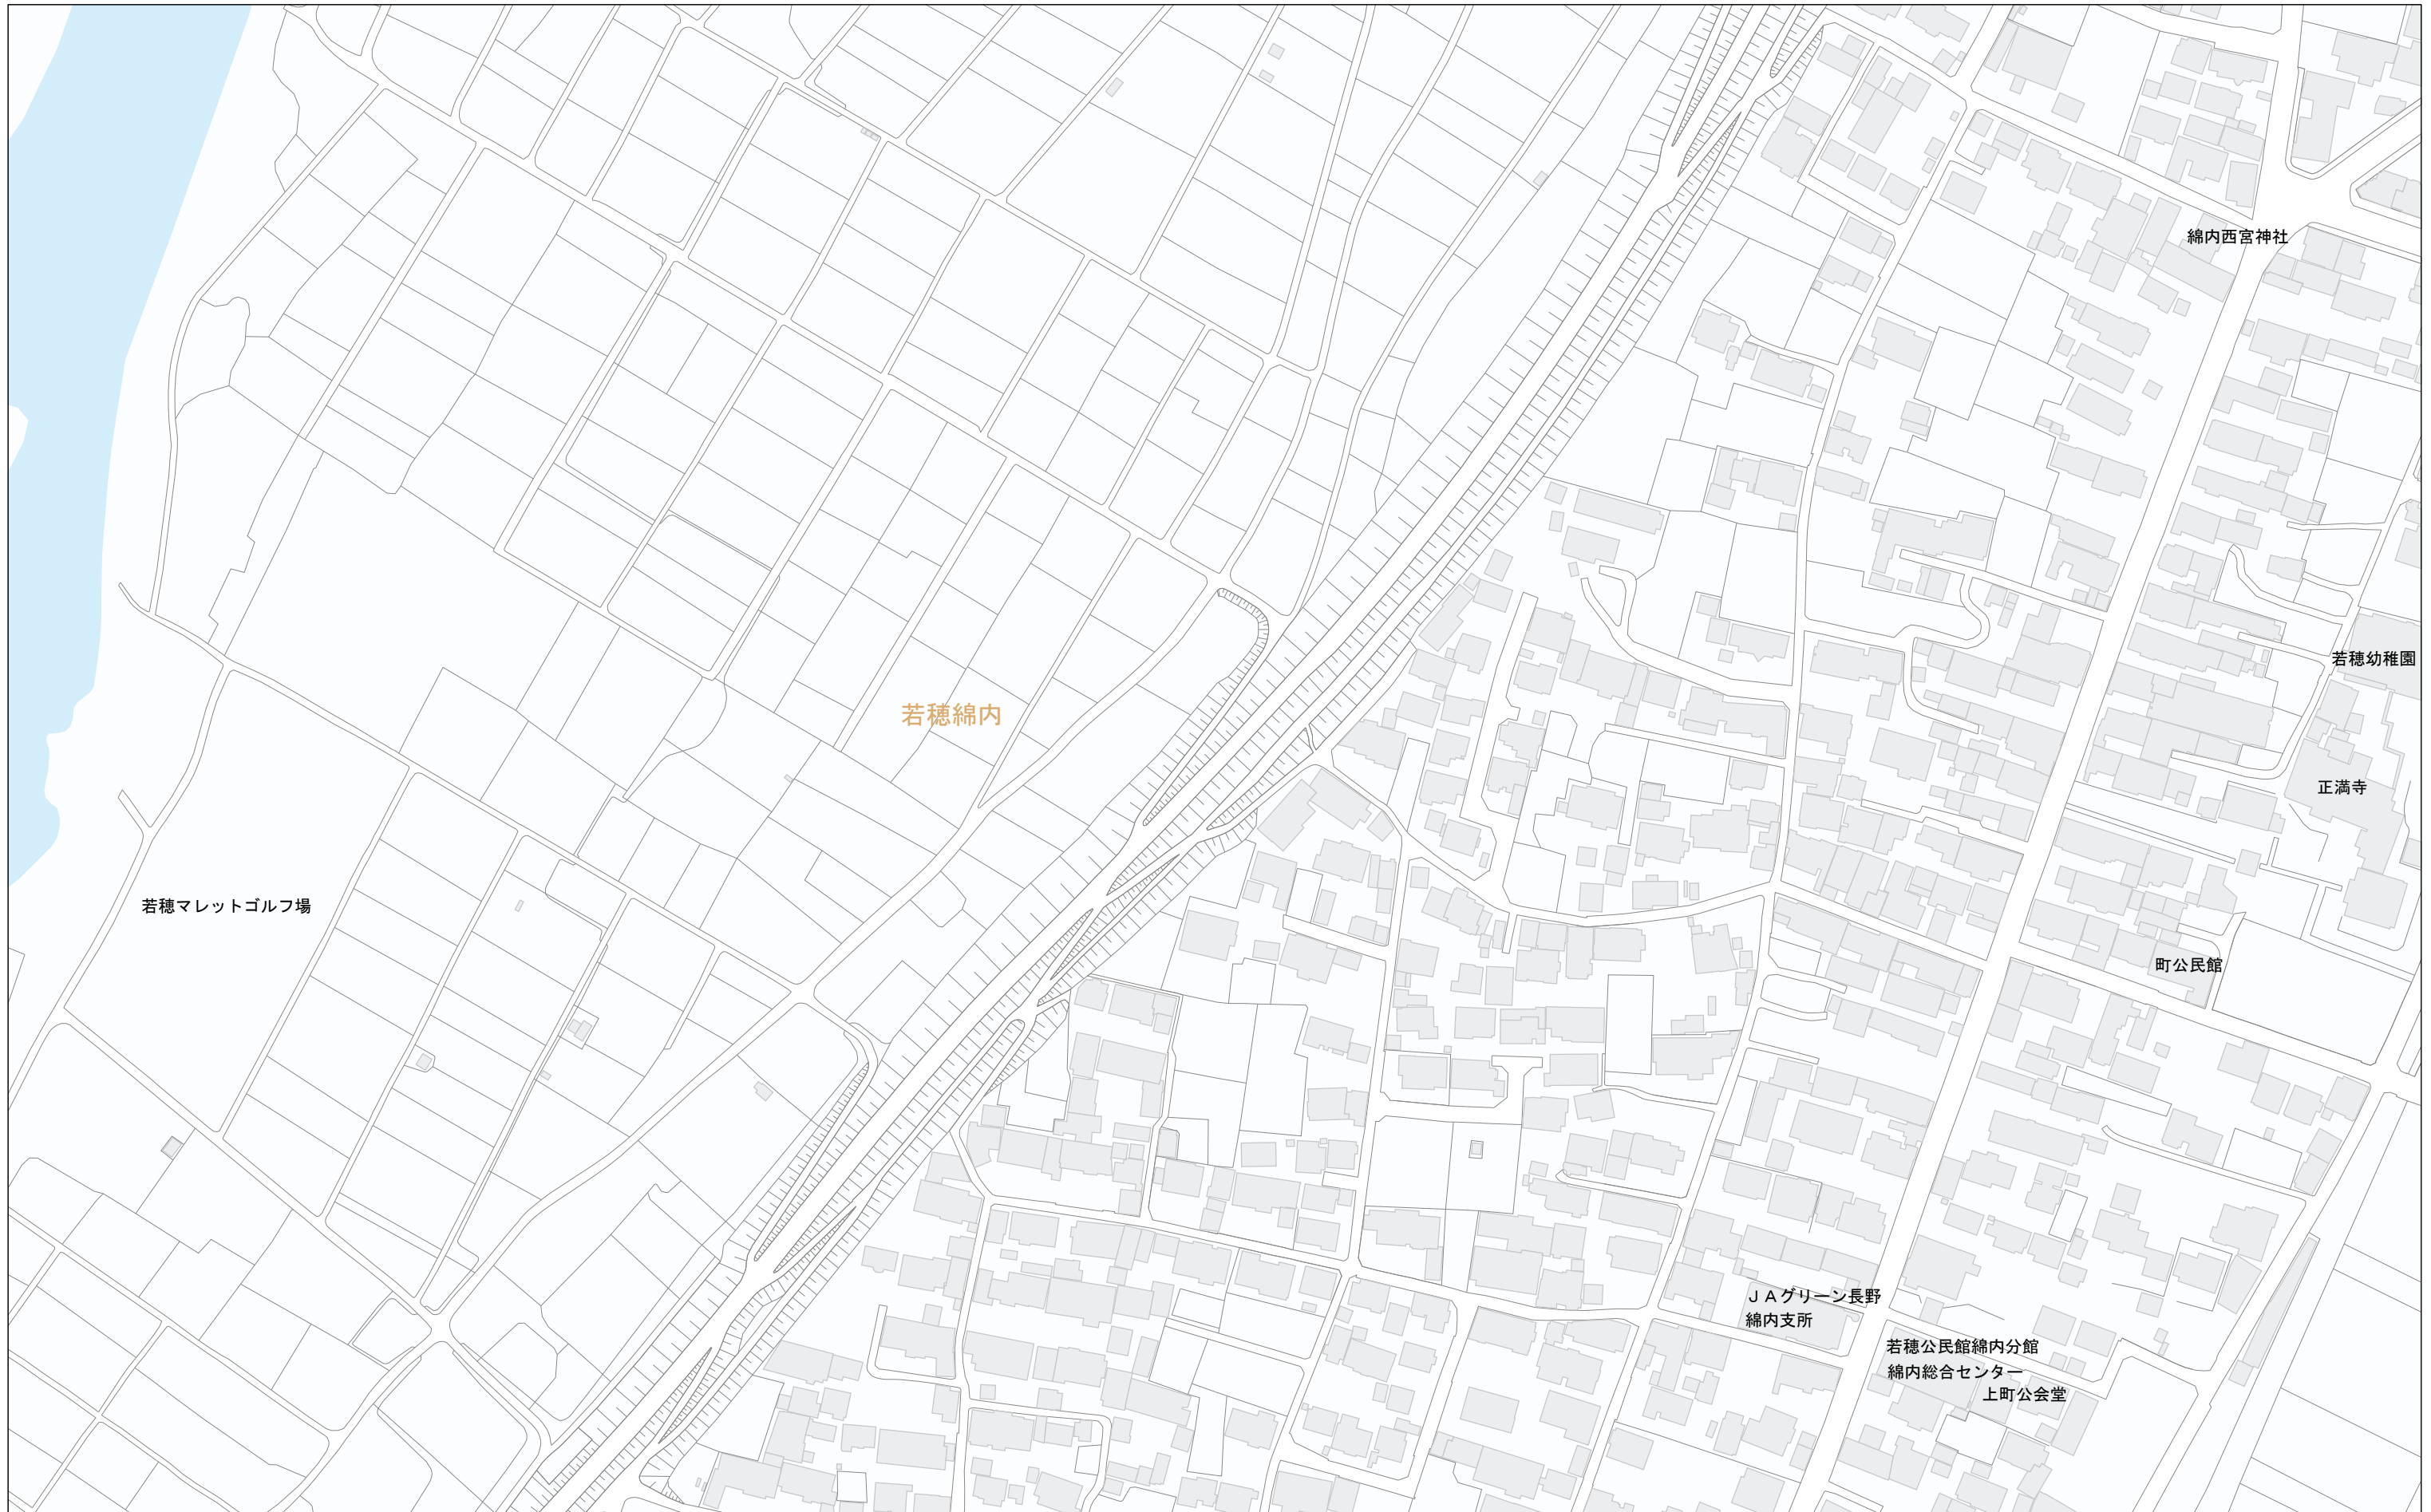 綿内西宮神社
若穂幼稚園
若穂綿内
正満寺
若穂マレットゴルフ場
町公民館
ＪＡグリーン長野
綿内支所
若穂公民館綿内分館
綿内総合センター
上町公会堂